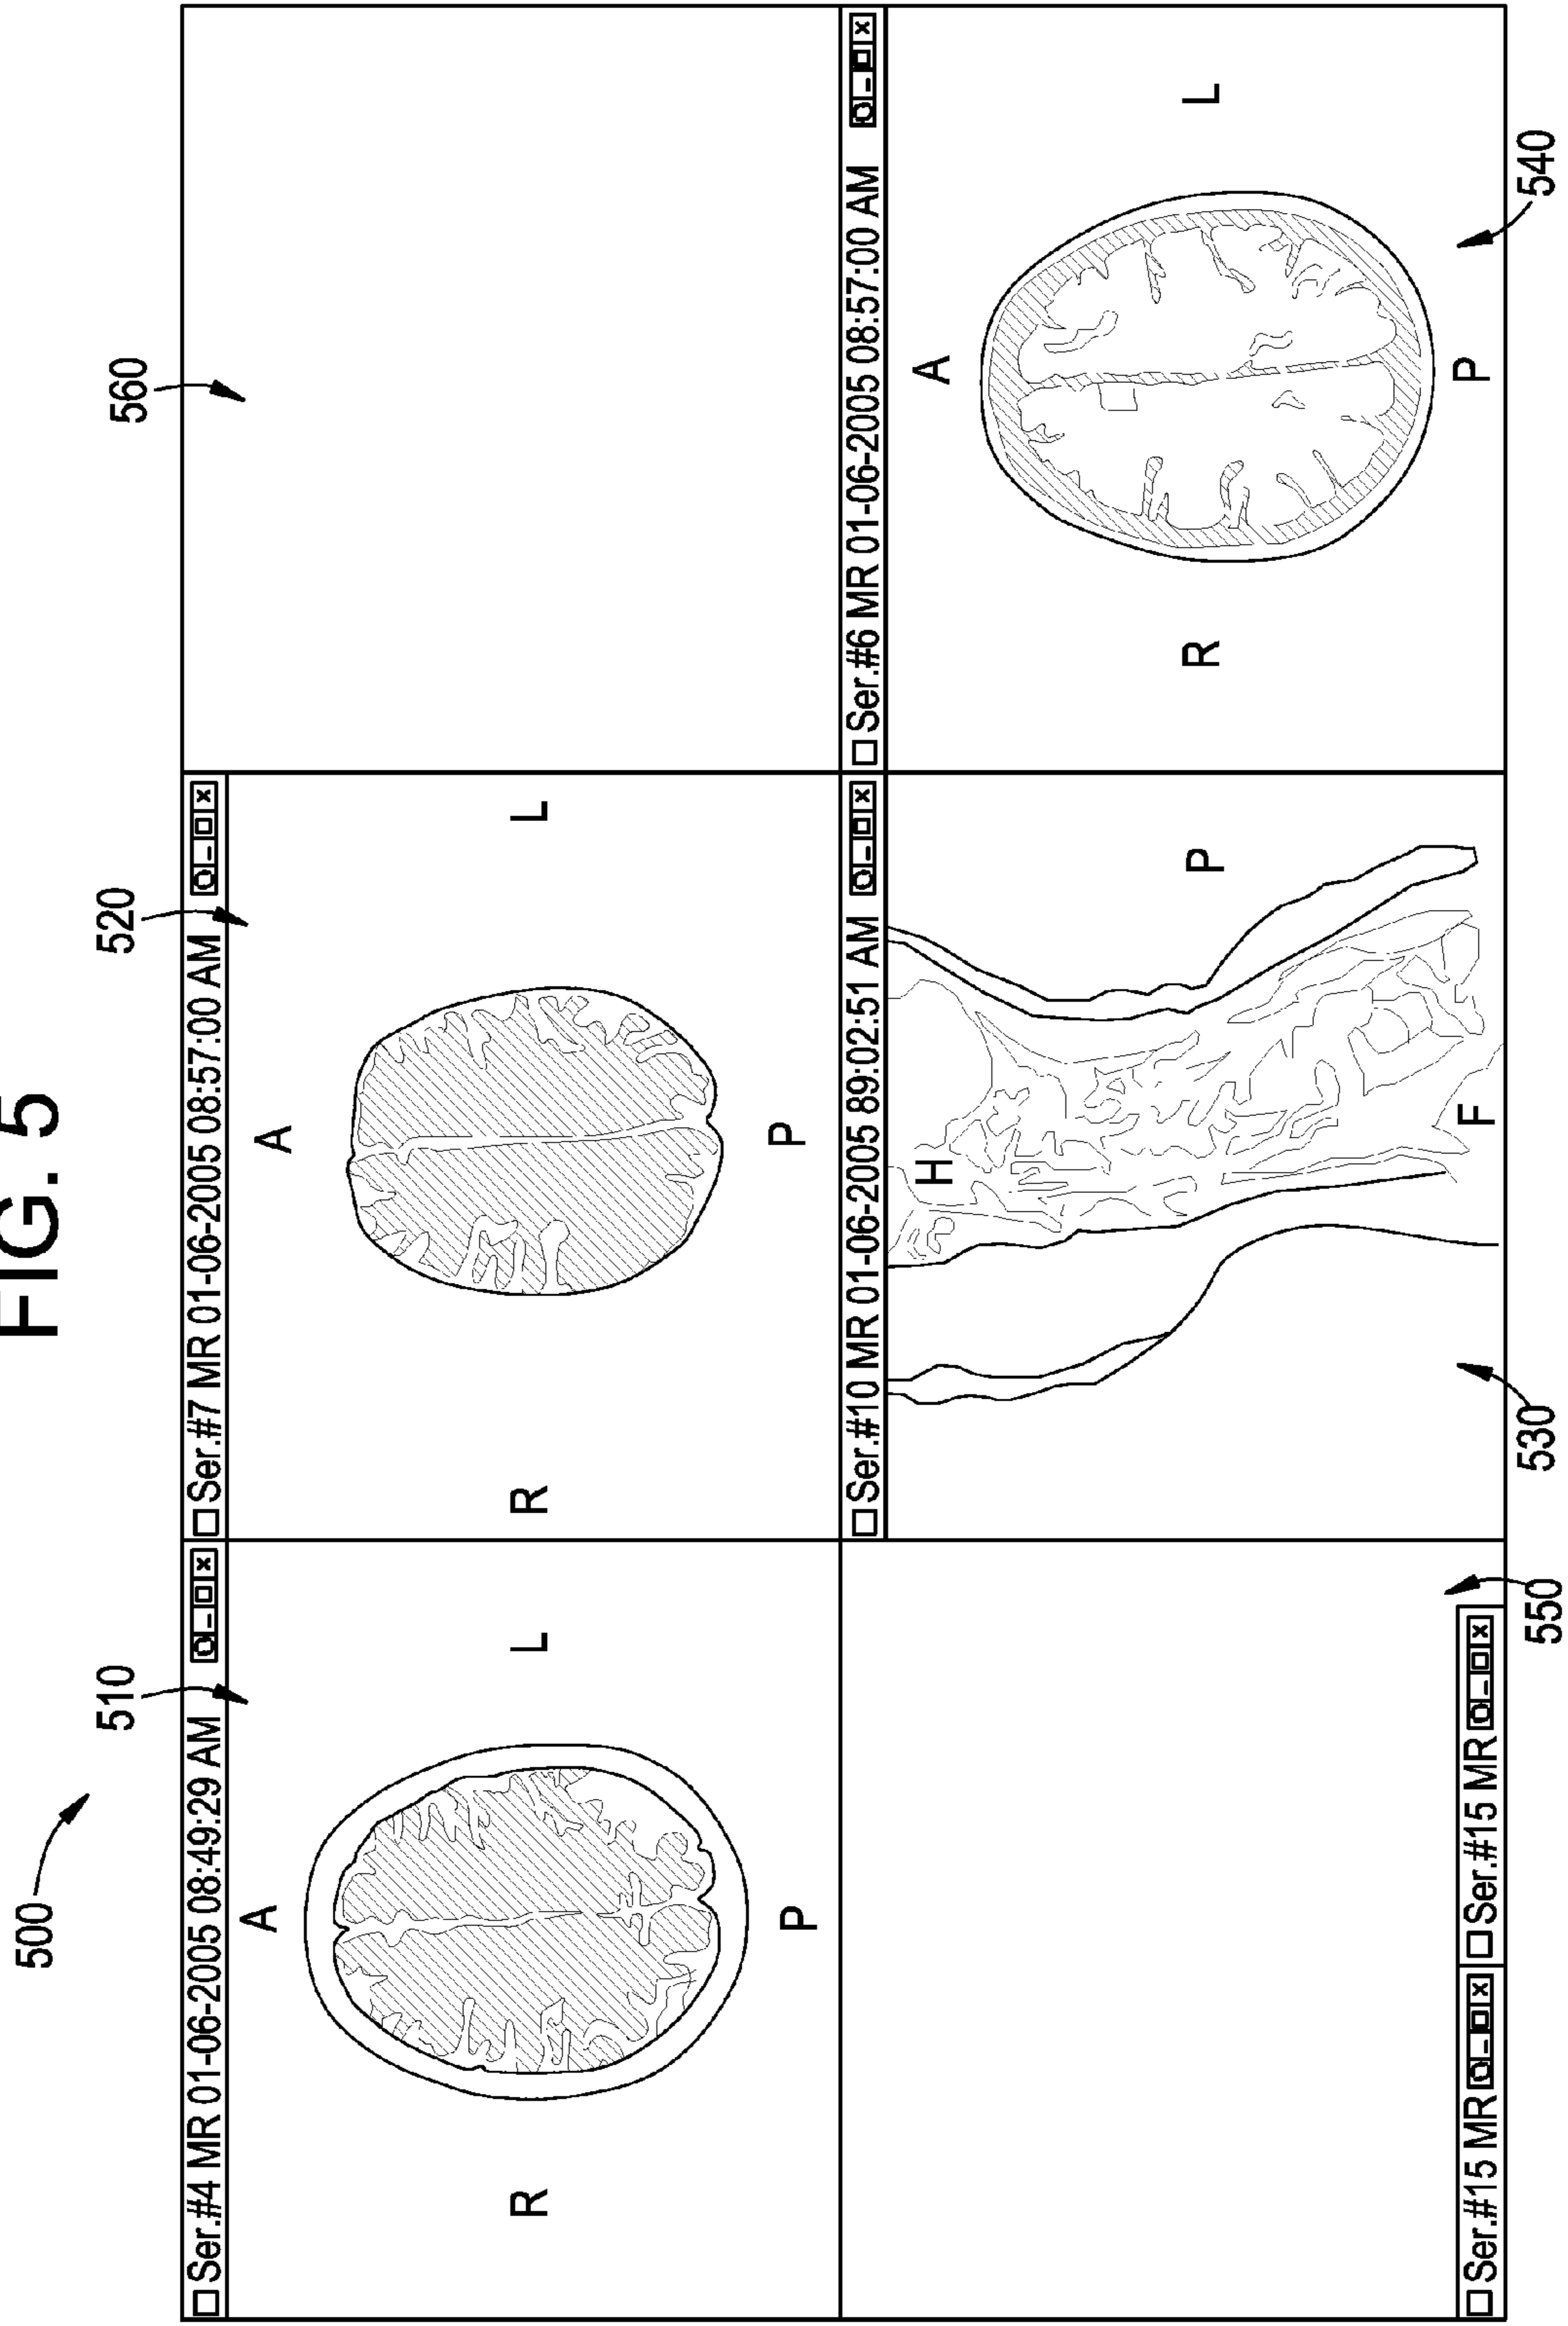 FIG. 5
500
510
520
560
Ser.#4 MR 01-06-2005 08:49:29 AM
A
R
L
P
Ser.#7 MR 01-06-2005 08:57:00 AM
A
R
L
P
Ser.#10 MR 01-06-2005 89:02:51 AM
H
P
F
Ser.#6 MR 01-06-2005 08:57:00 AM
A
R
L
P
Ser.#15 MR
Ser.#15 MR
550
530
540